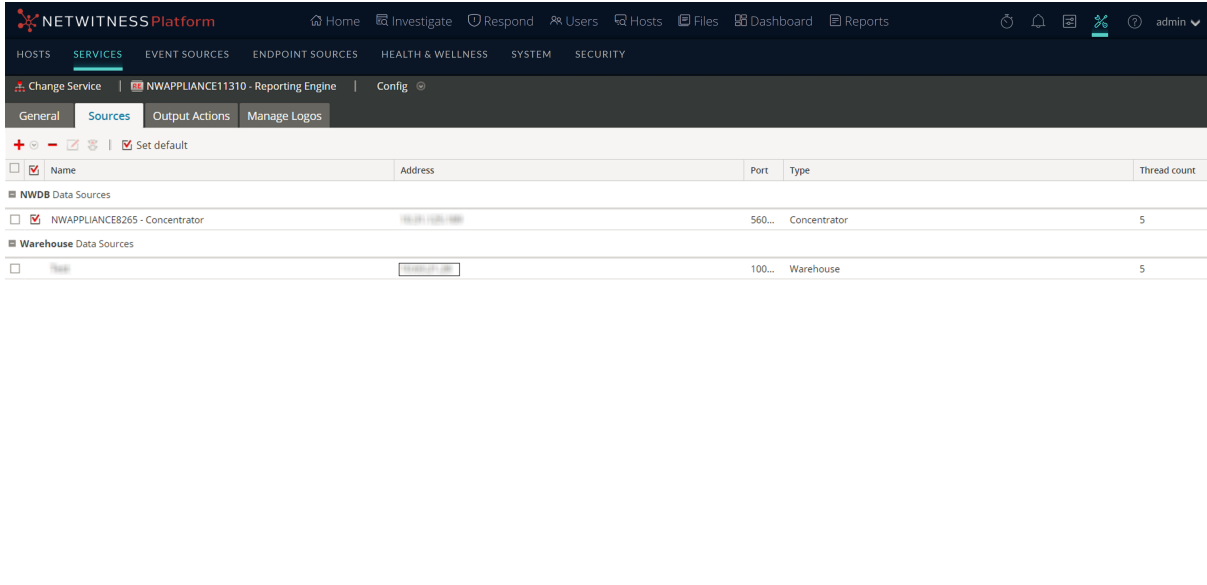 NETWITNESS Platform Home Investigate Respond Users Hosts Files Dashboard Reports admin
HOSTS SERVICES EVENT SOURCES ENDPOINT SOURCES HEALTH & WELLNESS SYSTEM SECURITY
Change Service | RE NWAPPLIANCE11310 - Reporting Engine | Config
General Sources Output Actions Manage Logos
Set default
Name Address Port Type Thread count
NWDB Data Sources
NWAPPLIANCE8265 - Concentrator 560... Concentrator 5
Warehouse Data Sources
100... Warehouse 5